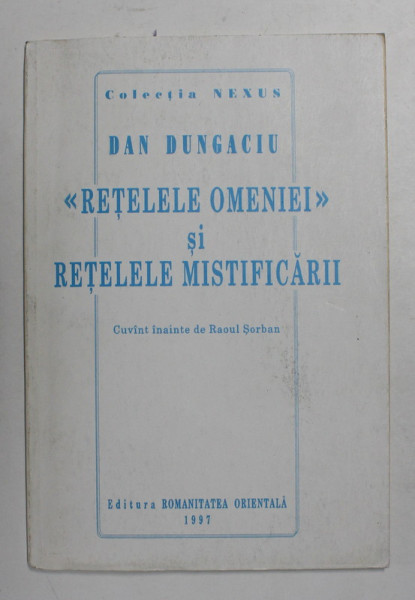 Colecția NEXUS
DAN DUNGACIU
«REȚELELE OMENIEI»
și
REȚELELE MISTIFICĂRII
Cuvînt înainte de Raoul Șorban
Editura ROMANITATEA ORIENTALĂ
1997